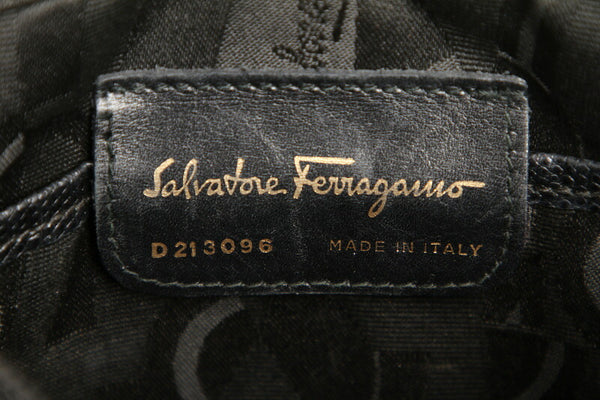 Salvatore Ferragamo
D213096 MADE IN ITALY